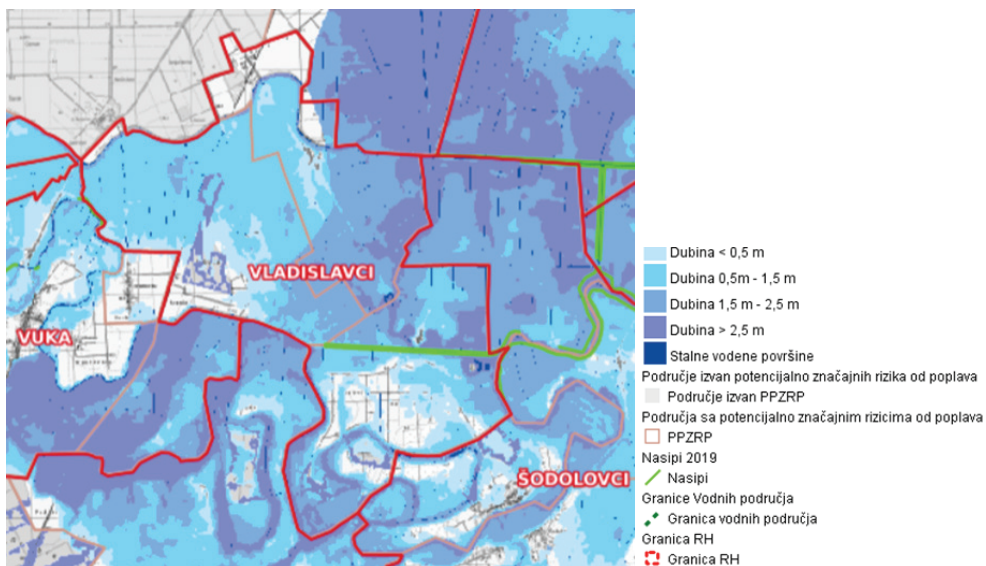 VLADISLAVCI
VUKA
ŠODOLOVCI
Dubina < 0,5 m
Dubina 0,5m - 1,5 m
Dubina 1,5 m - 2,5 m
Dubina > 2,5 m
Stalne vodene površine
Područje izvan potencijalno značajnih rizika od poplava
Područje izvan PPZRP
Područja sa potencijalno značajnim rizicima od poplava
PPZRP
Nasipi 2019
Nasipi
Granice Vodnih područja
Granica vodnih područja
Granica RH
Granica RH